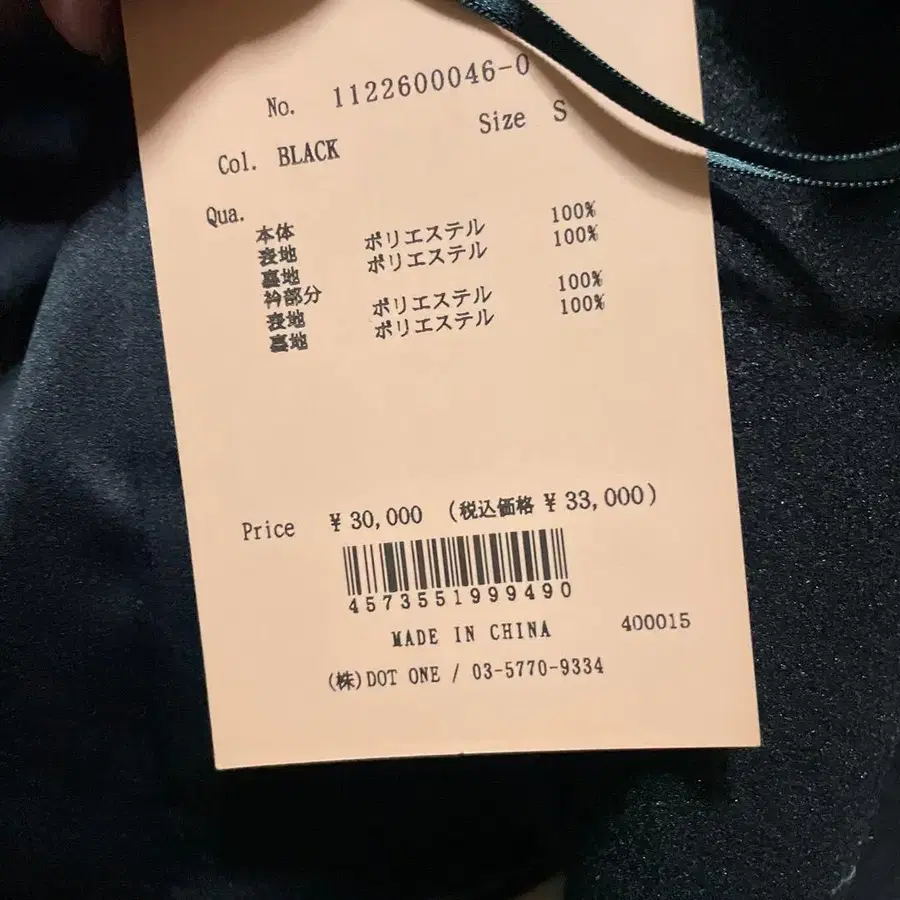 No. 1122600046-0
Size S
Col. BLACK
Qua.
本体
表地 ポリエステル 100%
裏地 ポリエステル 100%
衿部分
表地 ポリエステル 100%
裏地 ポリエステル 100%
Price ¥30,000 (税込価格 ¥33,000)
4573551999490
MADE IN CHINA 400015
(株)DOT ONE / 03-5770-9334